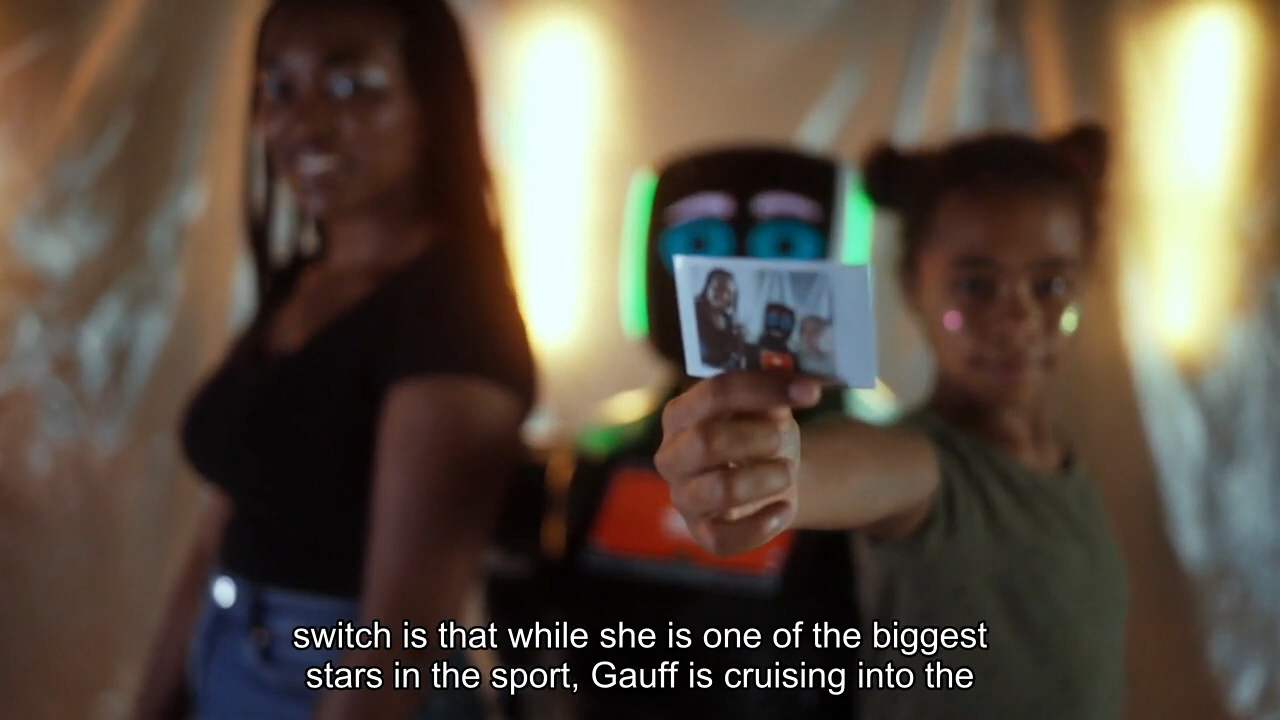 switch is that while she is one of the biggest
stars in the sport, Gauff is cruising into the